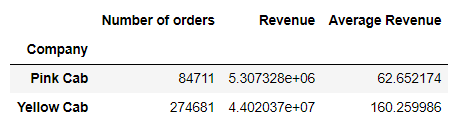 Number of orders Revenue Average Revenue
Company
Pink Cab 84711 5.307328e+06 62.652174
Yellow Cab 274681 4.402037e+07 160.259986